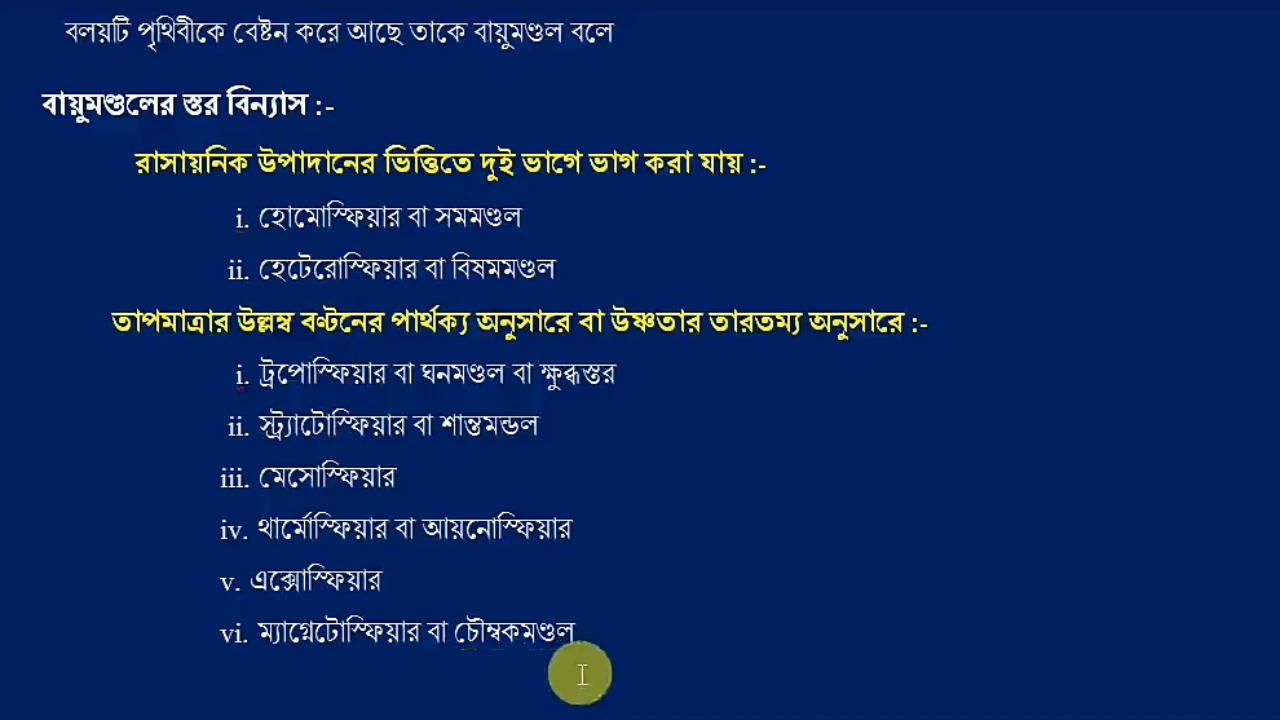 বলয়টি পৃথিবীকে বেষ্টন করে আছে তাকে বায়ুমণ্ডল বলে
বায়ুমণ্ডলের স্তর বিন্যাস :-
রাসায়নিক উপাদানের ভিত্তিতে দুই ভাগে ভাগ করা যায় :-
i. হোমোস্ফিয়ার বা সমমণ্ডল
ii. হেটেরোস্ফিয়ার বা বিষমমণ্ডল
তাপমাত্রার উল্লম্ব বণ্টনের পার্থক্য অনুসারে বা উষ্ণতার তারতম্য অনুসারে :-
i. ট্রপোস্ফিয়ার বা ঘনমণ্ডল বা ক্ষুব্ধস্তর
ii. স্ট্র্যাটোস্ফিয়ার বা শান্তমন্ডল
iii. মেসোস্ফিয়ার
iv. থার্মোস্ফিয়ার বা আয়নোস্ফিয়ার
v. এক্সোস্ফিয়ার
vi. ম্যাগ্নেটোস্ফিয়ার বা চৌম্বকমণ্ডল